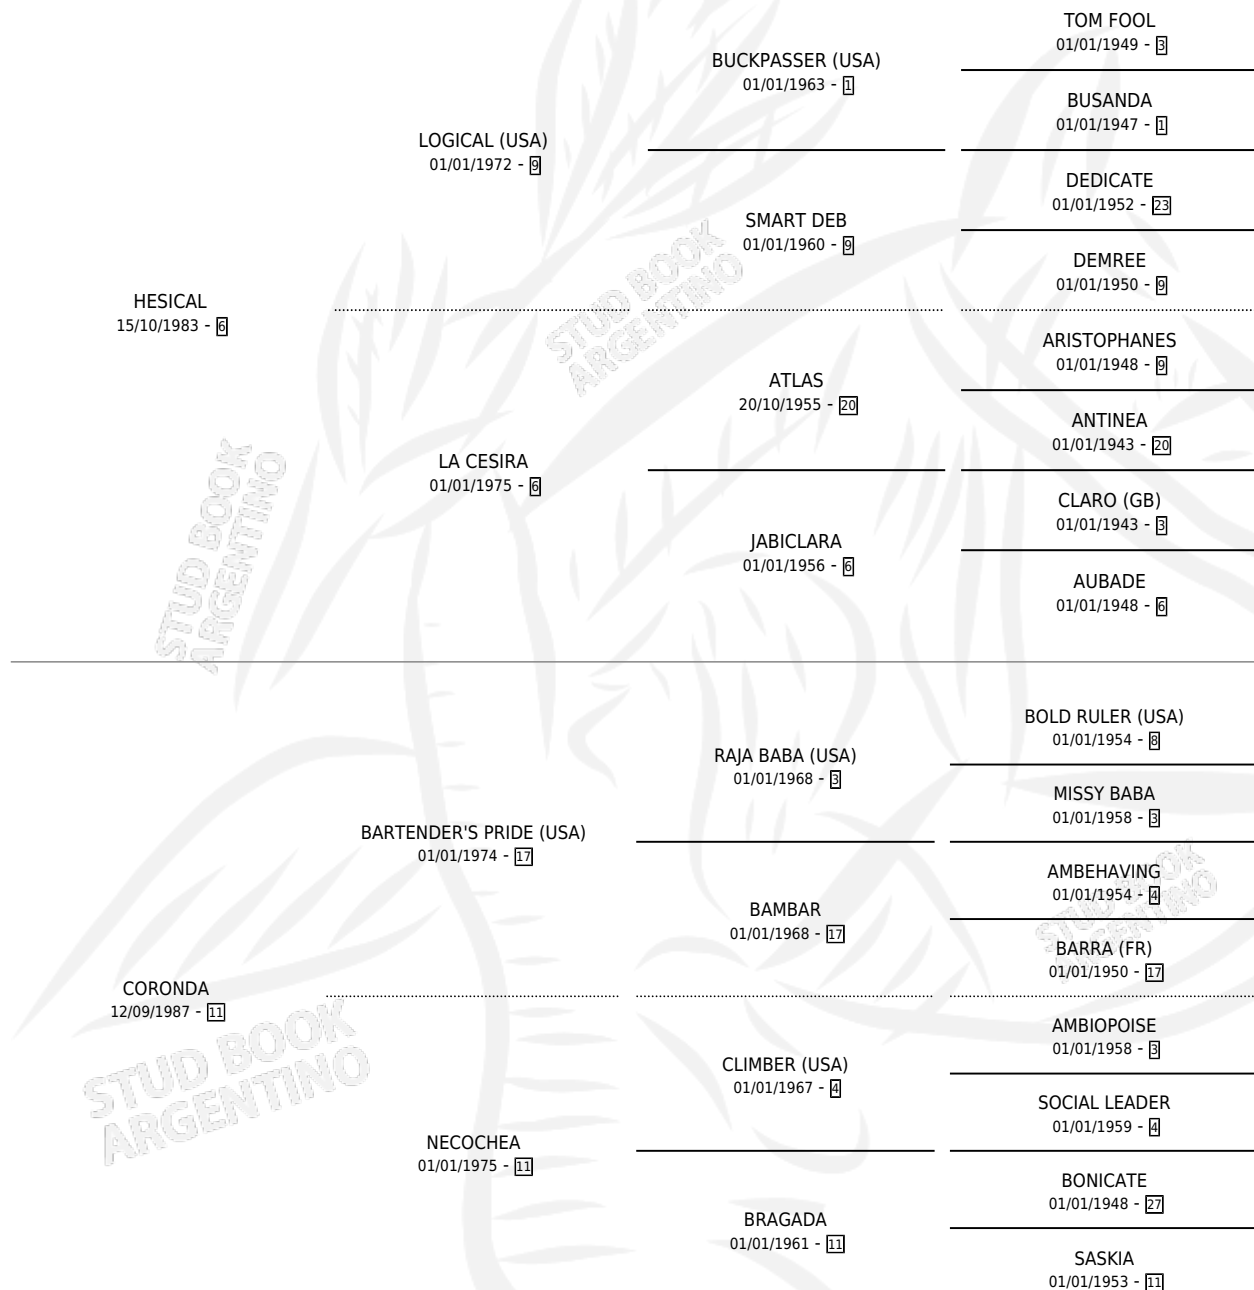 TOM FOOL
01/01/1949 - 3
BUCKPASSER (USA)
01/01/1963 - 1
BUSANDA
01/01/1947 - 1
LOGICAL (USA)
01/01/1972 - 9
DEDICATE
01/01/1952 - 23
SMART DEB
01/01/1960 - 9
DEMREE
01/01/1950 - 9
HESICAL
15/10/1983 - 6
ARISTOPHANES
01/01/1948 - 9
ATLAS
20/10/1955 - 20
ANTINEA
01/01/1943 - 20
LA CESIRA
01/01/1975 - 6
CLARO (GB)
01/01/1943 - 3
JABICLARA
01/01/1956 - 6
AUBADE
01/01/1948 - 6
BOLD RULER (USA)
01/01/1954 - 8
RAJA BABA (USA)
01/01/1968 - 3
MISSY BABA
01/01/1958 - 3
BARTENDER'S PRIDE (USA)
01/01/1974 - 17
AMBEHAVING
01/01/1954 - 4
BAMBAR
01/01/1968 - 17
BARRA (FR)
01/01/1950 - 17
CORONDA
12/09/1987 - 11
AMBIOPOISE
01/01/1958 - 3
CLIMBER (USA)
01/01/1967 - 4
SOCIAL LEADER
01/01/1959 - 4
NECOCHEA
01/01/1975 - 11
BONICATE
01/01/1948 - 27
BRAGADA
01/01/1961 - 11
SASKIA
01/01/1953 - 11
STUD BOOK
ARGENTINO
STUD BOOK
ARGENTINO
STUD BOOK
ARGENTINO
STUD BOOK
ARGENTINO